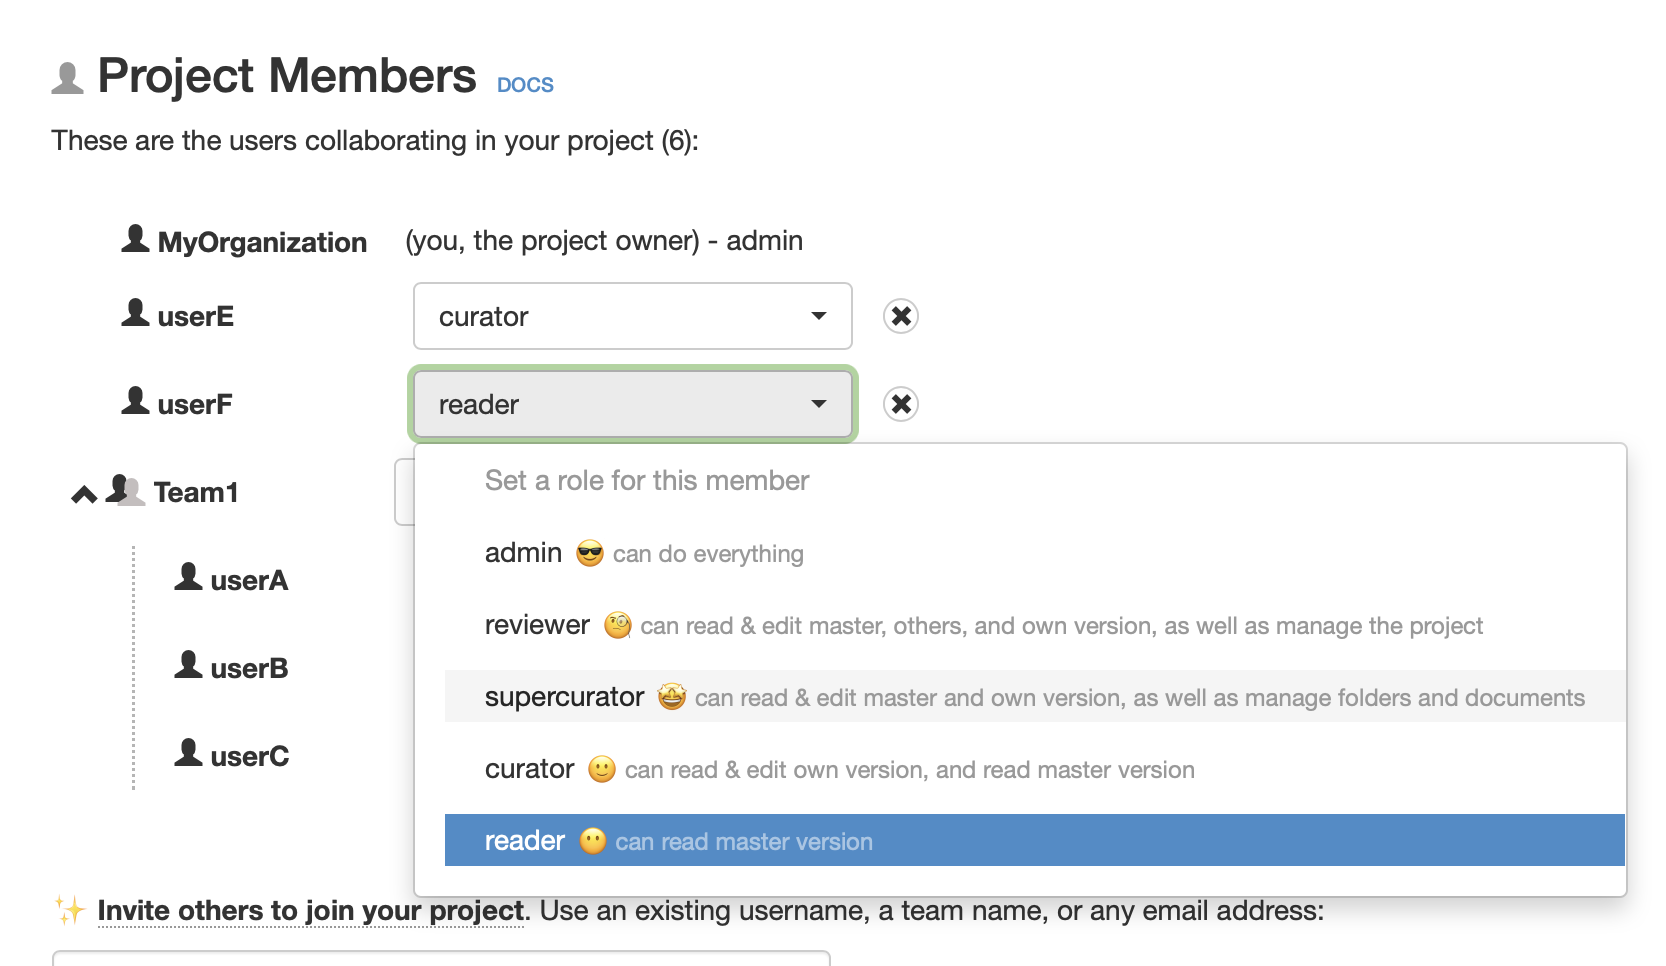 Project Members DOCS
These are the users collaborating in your project (6):
MyOrganization (you, the project owner) - admin
userE curator
userF reader
Team1
Set a role for this member
admin 😎 can do everything
userA
reviewer 🧐 can read & edit master, others, and own version, as well as manage the project
userB
supercurator 🤩 can read & edit master and own version, as well as manage folders and documents
userC
curator 🙂 can read & edit own version, and read master version
reader 😶 can read master version
✨ Invite others to join your project. Use an existing username, a team name, or any email address: